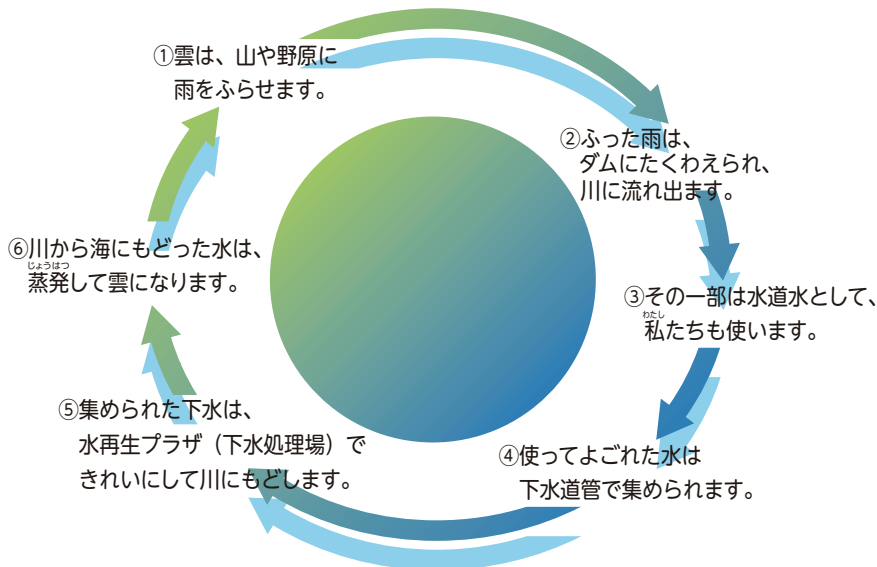 ①雲は、山や野原に
雨をふらせます。
②ふった雨は、
ダムにたくわえられ、
川に流れ出ます。
③その一部は水道水として、
わたし
私たちも使います。
④使ってよごれた水は
下水道管で集められます。
⑤集められた下水は、
水再生プラザ（下水処理場）で
きれいにして川にもどします。
⑥川から海にもどった水は、
じょうはつ
蒸発して雲になります。